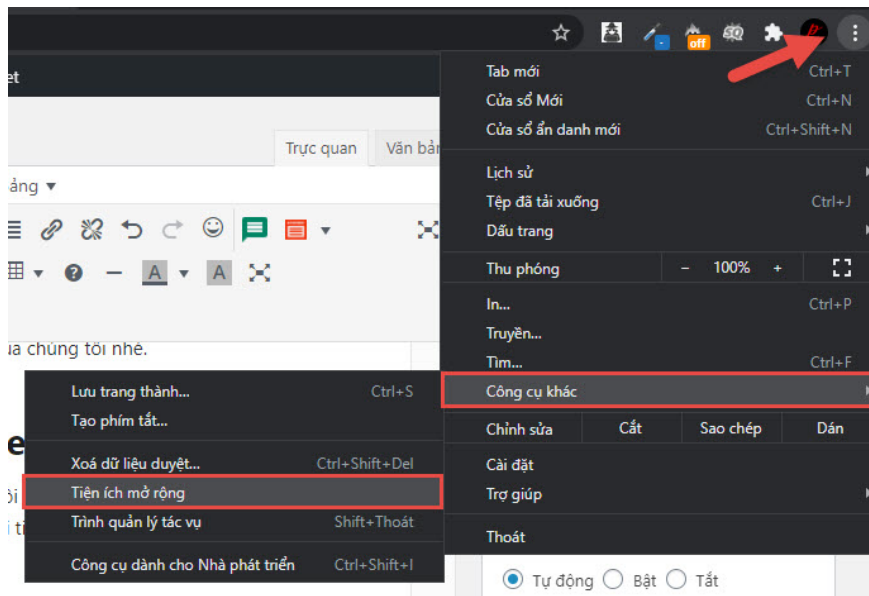 off
et
Trực quan
Văn bản
ảng
A
A
ua chúng tôi nhé.
Tab mới Ctrl+T
Cửa sổ Mới Ctrl+N
Cửa sổ ẩn danh mới Ctrl+Shift+N
Lịch sử
Tệp đã tải xuống Ctrl+J
Dấu trang
Thu phóng - 100% +
In... Ctrl+P
Truyền...
Tìm... Ctrl+F
Công cụ khác
Chỉnh sửa Cắt Sao chép Dán
Cài đặt
Trợ giúp
Thoát
Lưu trang thành... Ctrl+S
Tạo phím tắt...
Xoá dữ liệu duyệt... Ctrl+Shift+Del
Tiện ích mở rộng
Trình quản lý tác vụ Shift+Thoát
Công cụ dành cho Nhà phát triển Ctrl+Shift+I
Tự động Bật Tắt